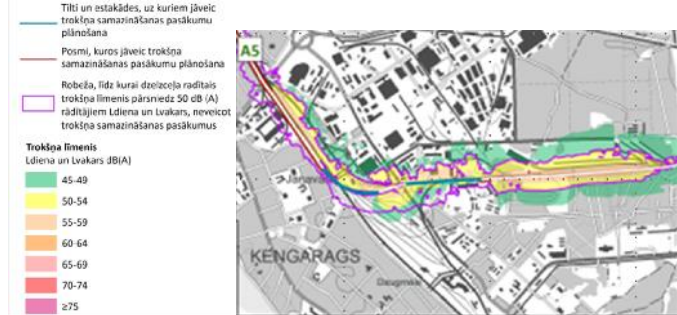 Tilti un estakādes, uz kuriem jāveic
trokšņa samazināšanas pasākumu
plānošana
Posmi, kuros jāveic trokšņa
samazināšanas pasākumu plānošana
Robeža, līdz kurai dzelzceļa radītais
trokšņa līmenis pārsniedz 50 dB (A)
rādītājiem Ldiena un Lvakars, neveicot
trokšņa samazināšanas pasākumus
Trokšņa līmenis
Ldiena un Lvakars dB(A)
45-49
50-54
55-59
60-64
65-69
70-74
≥75
A5
ĶENGARAGS